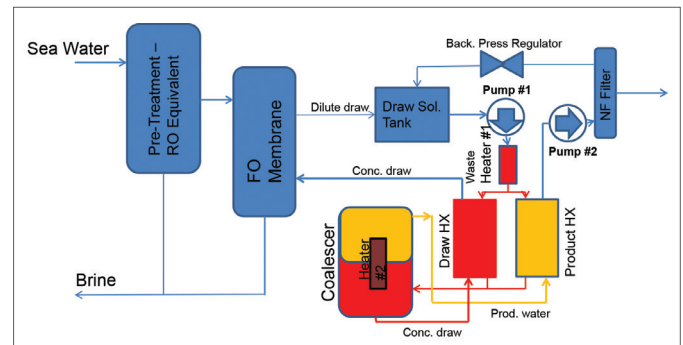 Sea Water
Pre-Treatment –
RO Equivalent
FO
Membrane
Dilute draw
Draw Sol.
Tank
Back. Press Regulator
Pump #1
Pump #2
NF Filter
Waste
Heater #1
Conc. draw
Draw HX
Product HX
Coalescer
Heater
#2
Brine
Prod. water
Conc. draw